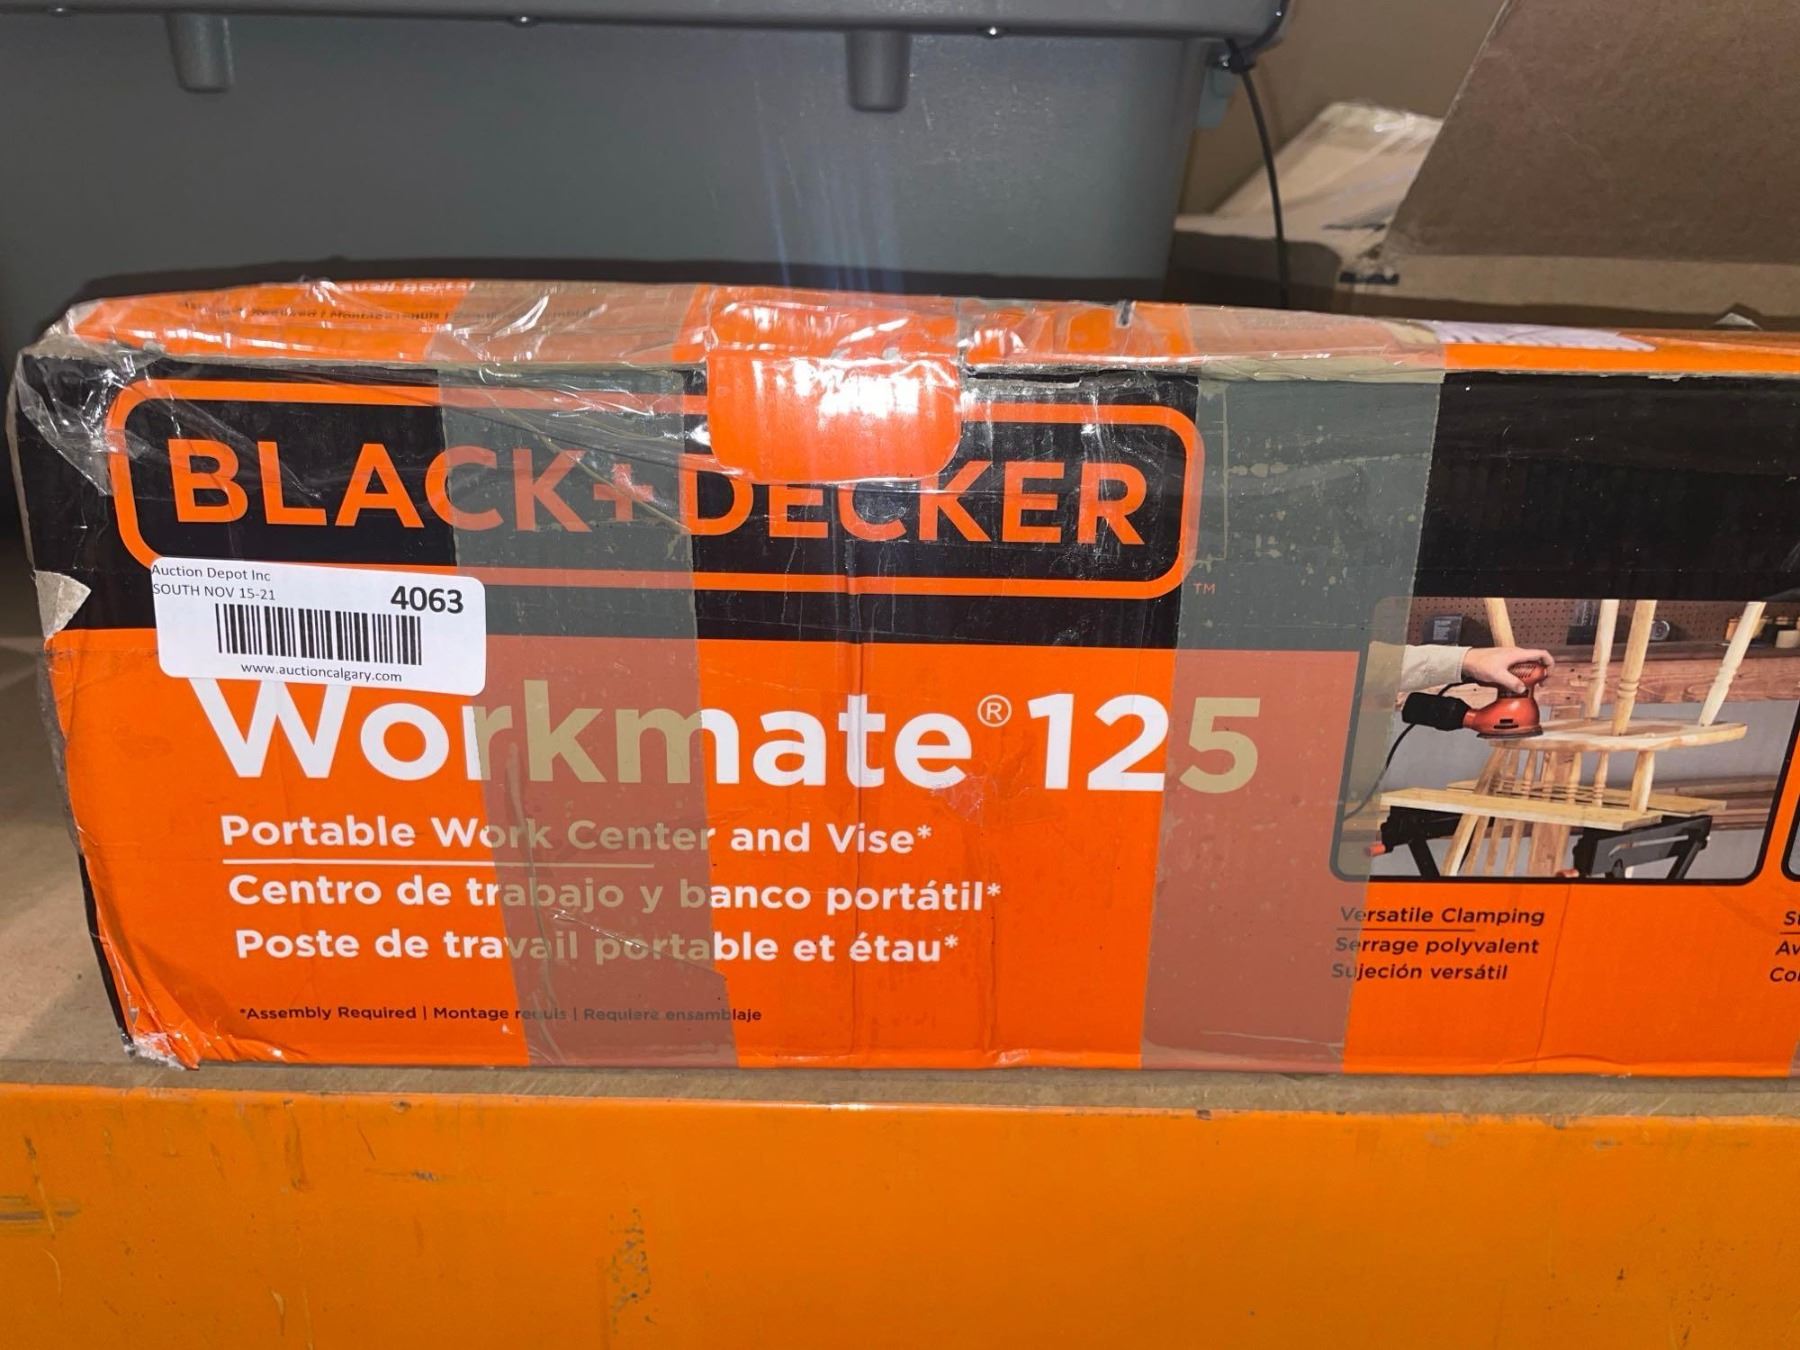 BLACK+DECKER
TM
Auction Depot Inc
SOUTH NOV 15-21
4063
www.auctioncalgary.com
Workmate® 125
Portable Work Center and Vise*
Centro de trabajo y banco portátil*
Poste de travail portable et étau*
*Assembly Required | Montage requis | Requiere ensamblaje
Versatile Clamping
Serrage polyvalent
Sujeción versátil